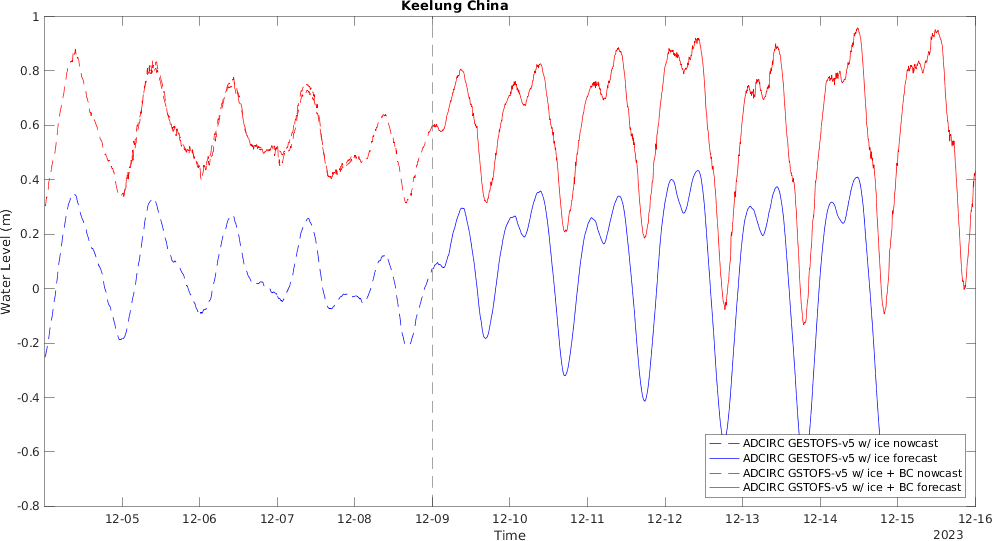 Keelung China
1
0.8
0.6
0.4
0.2
0
-0.2
-0.4
-0.6
-0.8
Water Level (m)
ADCIRC GESTOFS-v5 w/ ice nowcast
ADCIRC GESTOFS-v5 w/ ice forecast
ADCIRC GSTOFS-v5 w/ ice + BC nowcast
ADCIRC GSTOFS-v5 w/ ice + BC forecast
12-05 12-06 12-07 12-08 12-09 12-10 12-11 12-12 12-13 12-14 12-15 12-16
Time
2023